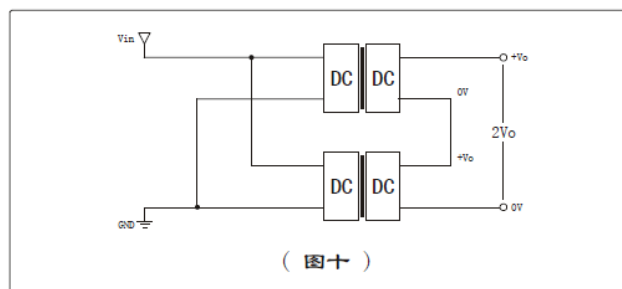 Vin
DC DC
+Vo
0V
2Vo
+Vo
DC DC
GND
0V
( 图十 )